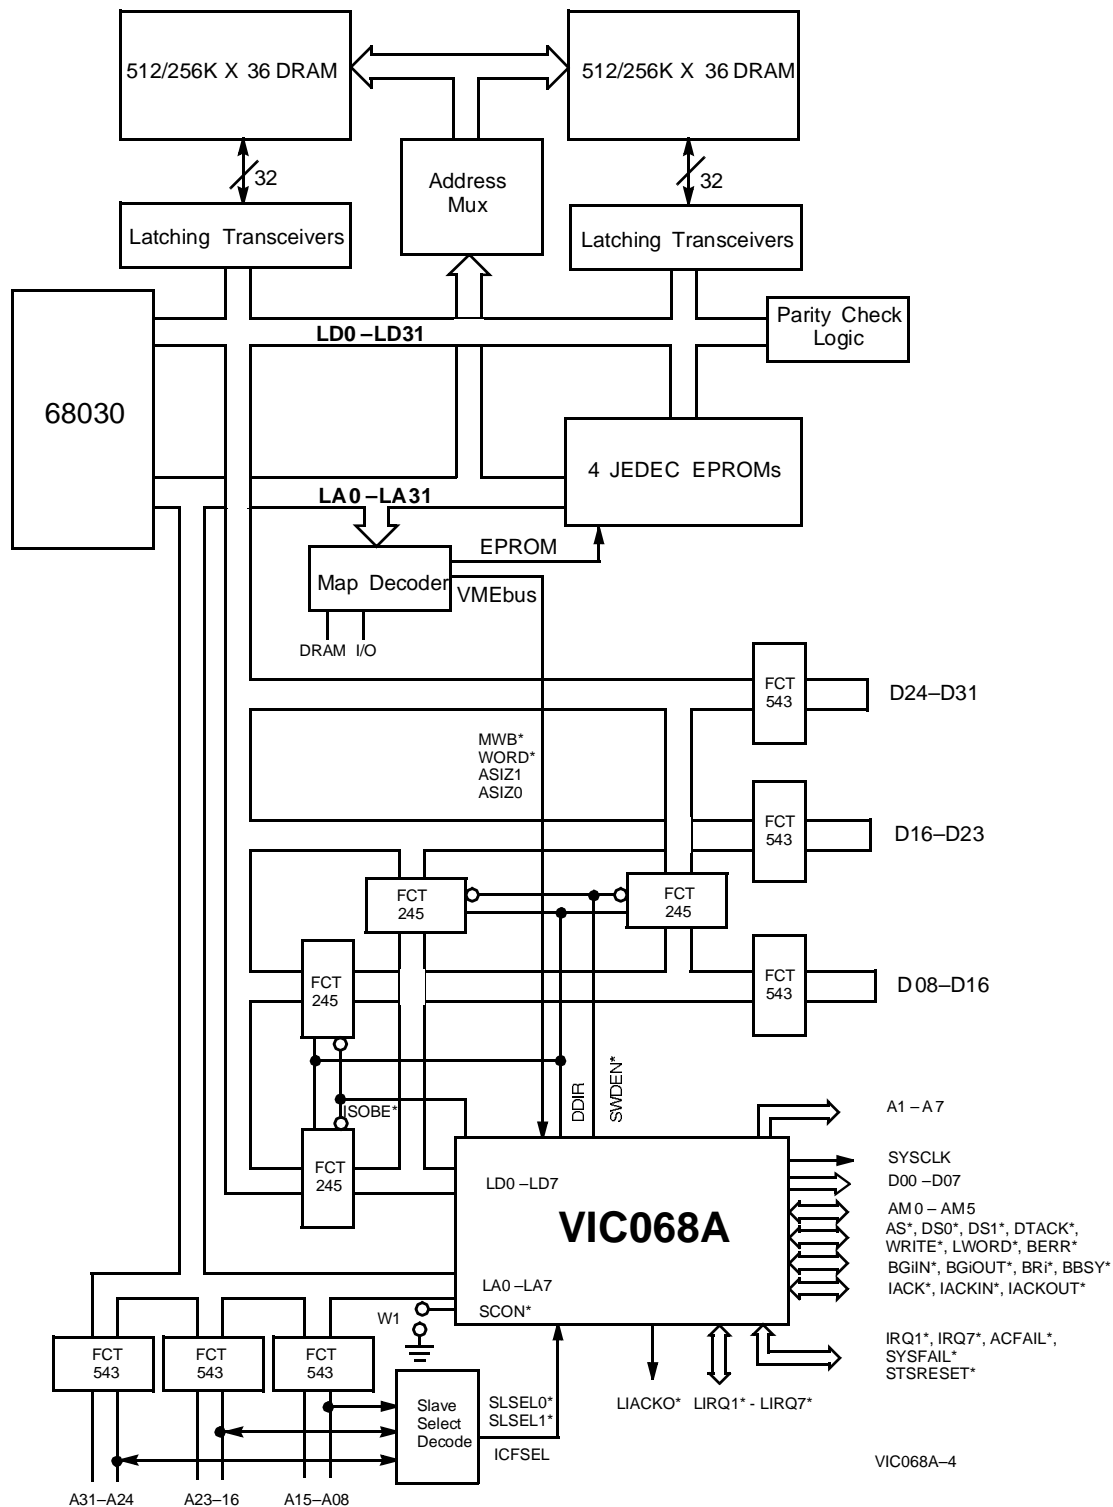 512/256K X 36 DRAM
512/256K X 36 DRAM
32
Address
Mux
32
Latching Transceivers
Latching Transceivers
Parity Check
Logic
LD0–LD31
68030
4 JEDEC EPROMs
LA0–LA31
EPROM
Map Decoder
VMEbus
DRAM I/O
FCT
543
D24–D31
MWB*
WORD*
ASIZ1
ASIZ0
FCT
543
D16–D23
FCT
245
FCT
245
FCT
245
FCT
543
D08–D16
DDIR
SWDEN*
ISOBE*
A1–A7
FCT
245
LD0–LD7
SYSCLK
D00–D07
VIC068A
AM0–AM5
AS*, DS0*, DS1*, DTACK*,
WRITE*, LWORD*, BERR*
BGiIN*, BGiOUT*, BRi*, BBSY*
IACK*, IACKIN*, IACKOUT*
LA0–LA7
SCON*
W1
IRQ1*, IRQ7*, ACFAIL*,
SYSFAIL*
STSRESET*
FCT
543
FCT
543
FCT
543
Slave
Select
Decode
SLSEL0*
SLSEL1*
ICFSEL
LIACKO*
LIRQ1* - LIRQ7*
VIC068A–4
A31–A24
A23–16
A15–A08